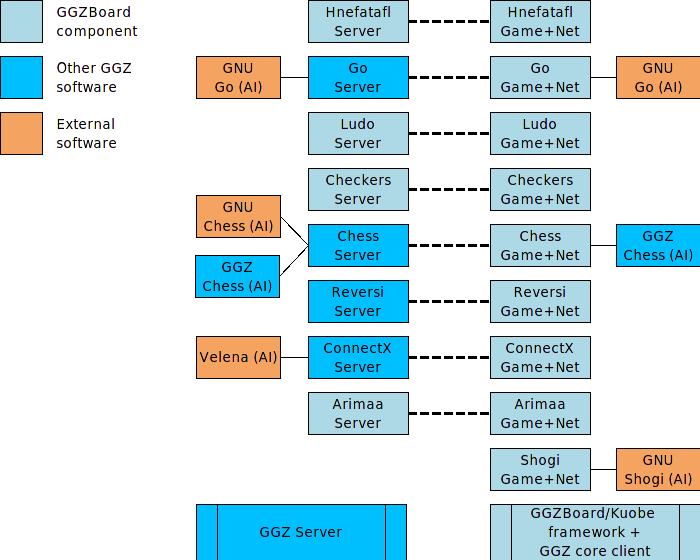 GGZBoard
component
Other GGZ
software
External
software
Hnefatafl
Server
Hnefatafl
Game+Net
GNU
Go (AI)
Go
Server
Go
Game+Net
GNU
Go (AI)
Ludo
Server
Ludo
Game+Net
Checkers
Server
Checkers
Game+Net
GNU
Chess (AI)
GGZ
Chess (AI)
Chess
Server
Chess
Game+Net
GGZ
Chess (AI)
Reversi
Server
Reversi
Game+Net
Velena (AI)
ConnectX
Server
ConnectX
Game+Net
Arimaa
Server
Arimaa
Game+Net
Shogi
Game+Net
GNU
Shogi (AI)
GGZ Server
GGZBoard/Kuobe
framework +
GGZ core client